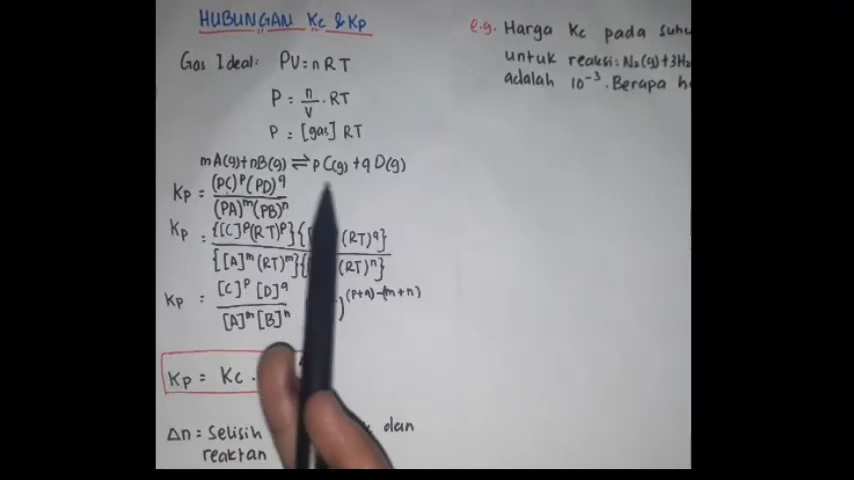 HUBUNGAN Kc & Kp
Gas Ideal: PV = n RT
P = n/V . RT
P = [gas] RT
mA(g)+nB(g) ⇌ pC(g) + q D(g)
Kp = (PC)^p (PD)^q / (PA)^m (PB)^n
Kp = {[C]^p (RT)^p}{ (RT)^q} / {[A]^m (RT)^m}{ (RT)^n}
Kp = [C]^p [D]^q / [A]^m [B]^n )^(p+q)-(m+n)
Kp = Kc .
Δn = Selisih dan
reaktan
e.g. Harga Kc pada suhu
untuk reaksi: N₂(g)+3H₂
adalah 10^-3. Berapa